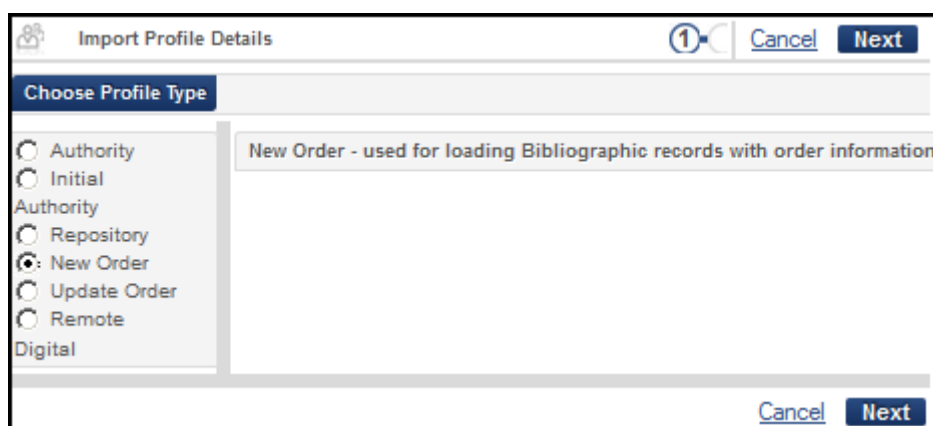 Import Profile Details
1
Cancel
Next
Choose Profile Type
Authority
Initial
Authority
Repository
New Order
Update Order
Remote
Digital
New Order - used for loading Bibliographic records with order information
Cancel
Next